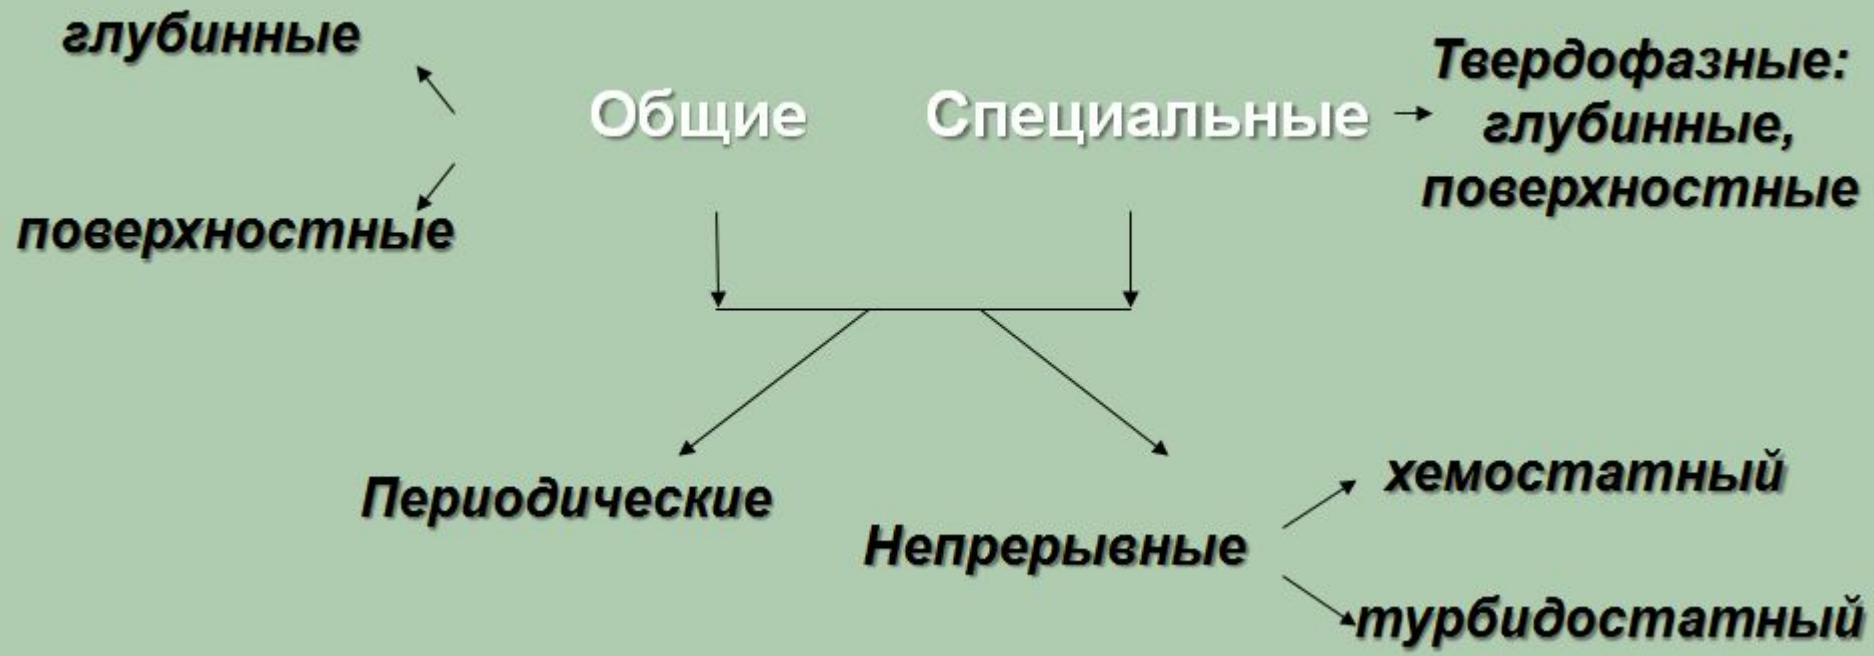 глубинные
Общие
Специальные
Твердофазные:
глубинные,
поверхностные
поверхностные
Периодические
Непрерывные
хемостатный
турбидостатный